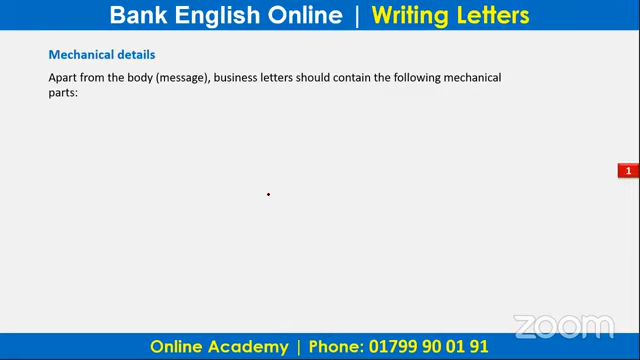 Bank English Online | Writing Letters
Mechanical details
Apart from the body (message), business letters should contain the following mechanical
parts:
1
zoom
Online Academy | Phone: 01799 90 01 91